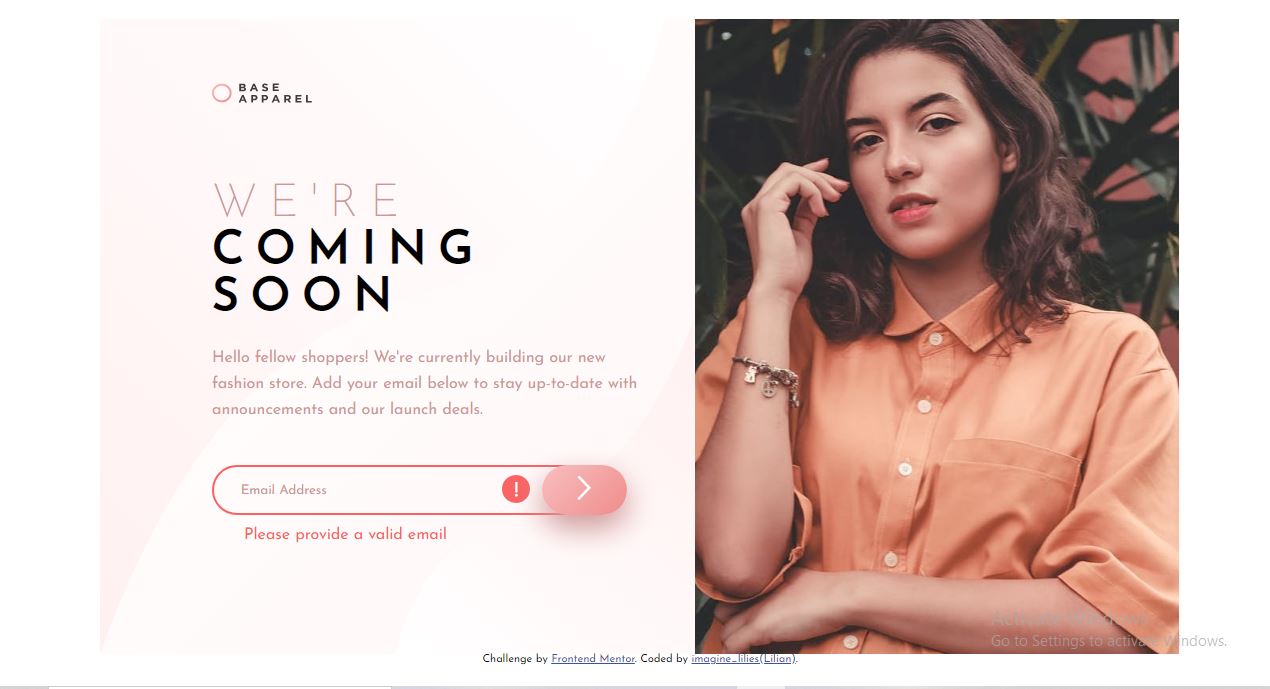 BASE
APPAREL
WE'RE
COMING
SOON
Hello fellow shoppers! We're currently building our new
fashion store. Add your email below to stay up-to-date with
announcements and our launch deals.
Email Address
!
Please provide a valid email
Activate Windows
Go to Settings to activate Windows.
Challenge by Frontend Mentor. Coded by imagine_lilies(Lilian).